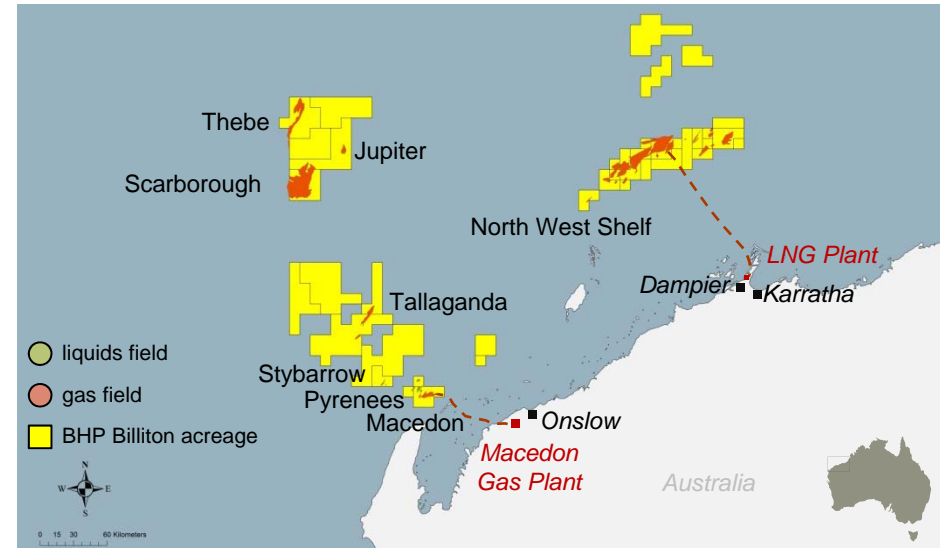 Thebe
Jupiter
Scarborough
North West Shelf
LNG Plant
Dampier
Karratha
Tallaganda
liquids field
Stybarrow
gas field
Pyrenees
Macedon
Onslow
BHP Billiton acreage
Macedon
Gas Plant
Australia
N
W
E
S
0 15 30 60 Kilometers